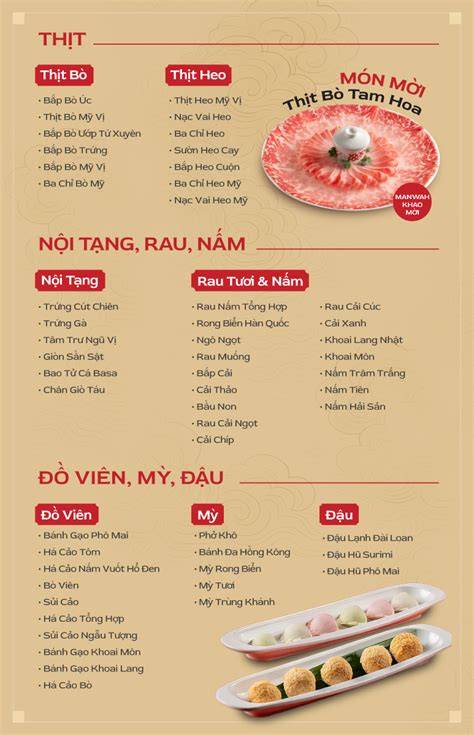 THỊT
Thịt Bò
• Bắp Bò Úc
• Thịt Bò Mỹ Vị
• Bắp Bò Ướp Tứ Xuyên
• Bắp Bò Trứng
• Bắp Bò Mỹ Vị
• Ba Chỉ Bò Mỹ
Thịt Heo
• Thịt Heo Mỹ Vị
• Nạc Vai Heo
• Ba Chỉ Heo
• Sườn Heo Cay
• Bắp Heo Cuộn
• Ba Chỉ Heo Mỹ
• Nạc Vai Heo Mỹ
MÓN MỜI
Thịt Bò Tam Hoa
MANWAH
KHAO
MỜI
NỘI TẠNG, RAU, NẤM
Nội Tạng
• Trứng Cút Chiên
• Trứng Gà
• Tâm Trư Ngũ Vị
• Giòn Sần Sật
• Bao Tử Cá Basa
• Chân Giò Táu
Rau Tươi & Nấm
• Rau Nấm Tổng Hợp
• Rong Biển Hàn Quốc
• Ngô Ngọt
• Rau Muống
• Bắp Cải
• Cải Thảo
• Bầu Non
• Rau Cải Ngọt
• Cải Chíp
• Rau Cải Cúc
• Cải Xanh
• Khoai Lang Nhật
• Khoai Môn
• Nấm Trâm Trắng
• Nấm Tiên
• Nấm Hải Sản
ĐỒ VIÊN, MỲ, ĐẬU
Đồ Viên
• Bánh Gạo Phô Mai
• Há Cảo Tôm
• Há Cảo Nấm Vuốt Hổ Đen
• Bò Viên
• Sủi Cảo
• Há Cảo Tổng Hợp
• Sủi Cảo Ngẫu Tượng
• Bánh Gạo Khoai Môn
• Bánh Gạo Khoai Lang
• Há Cảo Bò
Mỳ
• Phở Khô
• Bánh Đa Hồng Kông
• Mỳ Rong Biển
• Mỳ Tươi
• Mỳ Trùng Khánh
Đậu
• Đậu Lạnh Đài Loan
• Đậu Hũ Surimi
• Đậu Hũ Phô Mai